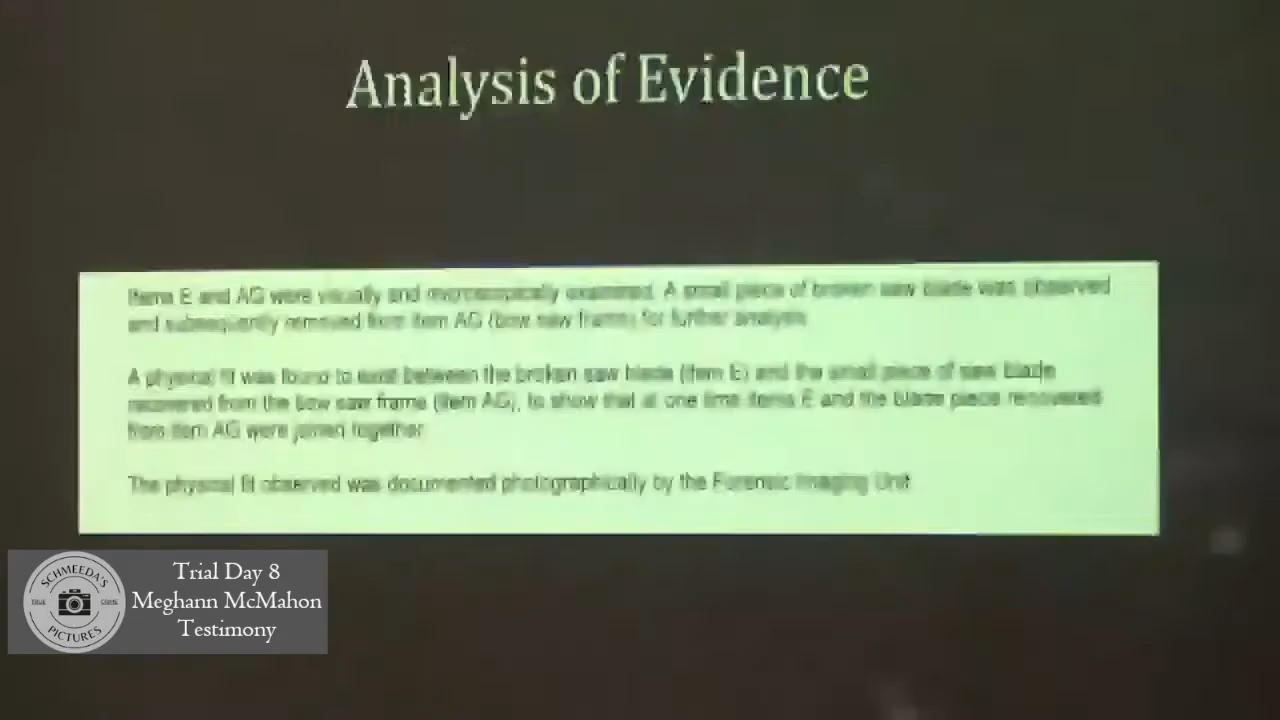 Analysis of Evidence
Items E and AG were visually and microscopically examined. A small piece of broken saw blade was observed
and subsequently removed from item AG (bow saw frame) for further analysis.
A physical fit was found to exist between the broken saw blade (item E) and the small piece of saw blade
recovered from the bow saw frame (item AG), to show that at one time items E and the blade piece recovered
from item AG were joined together.
The physical fit observed was documented photographically by the Forensic Imaging Unit.
SCHMEEDA'S
TRUE CRIME
PICTURES
Trial Day 8
Meghann McMahon
Testimony